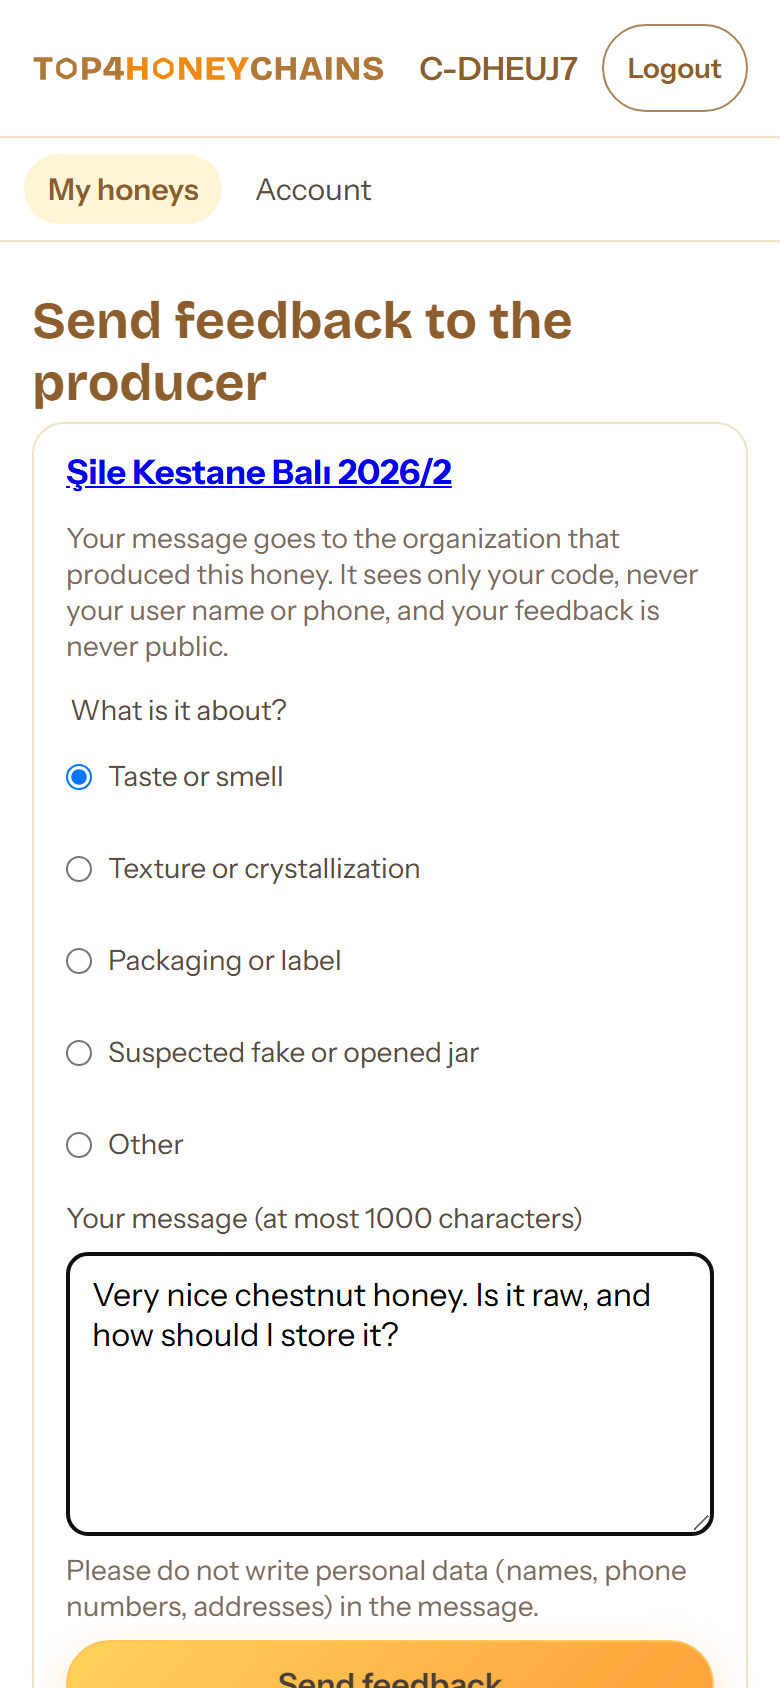 TOP4HONEYCHAINS C-DHEUJ7 Logout
My honeys Account
Send feedback to the
producer
Şile Kestane Balı 2026/2
Your message goes to the organization that
produced this honey. It sees only your code, never
your user name or phone, and your feedback is
never public.
What is it about?
Taste or smell
Texture or crystallization
Packaging or label
Suspected fake or opened jar
Other
Your message (at most 1000 characters)
Very nice chestnut honey. Is it raw, and
how should I store it?
Please do not write personal data (names, phone
numbers, addresses) in the message.
Send feedback